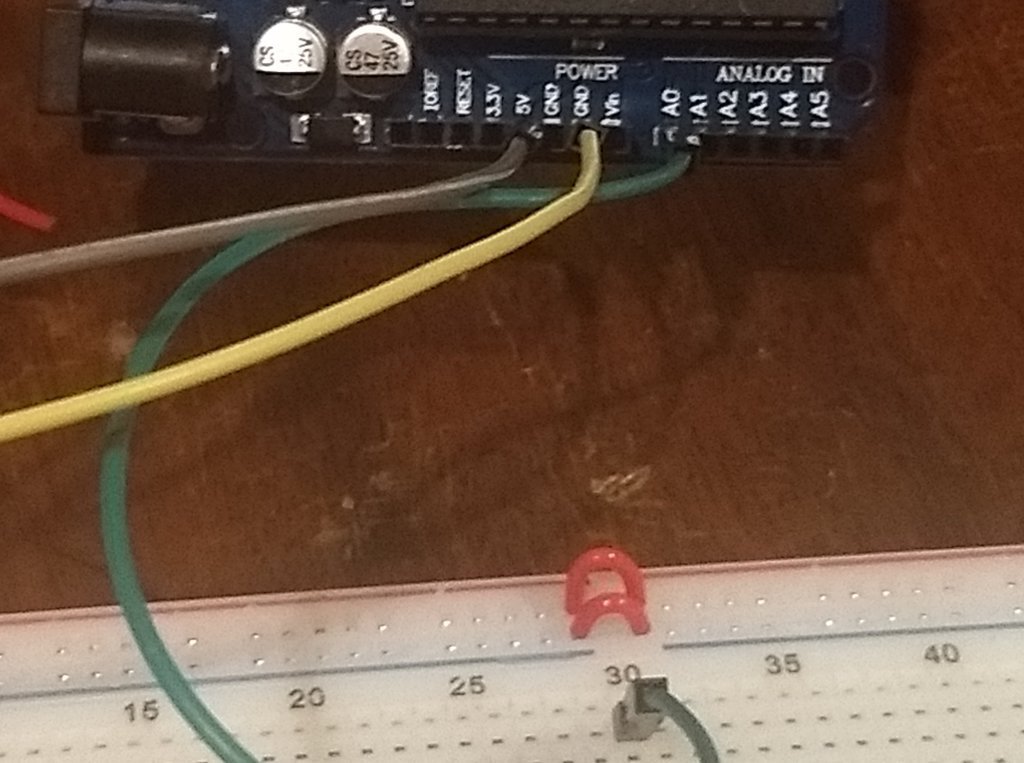 CS
1
25V
CS
47
25V
POWER
ANALOG IN
IOREF
RESET
3.3V
5V
GND
GND
Vin
A0
A1
A2
A3
A4
A5
15
20
25
30
35
40